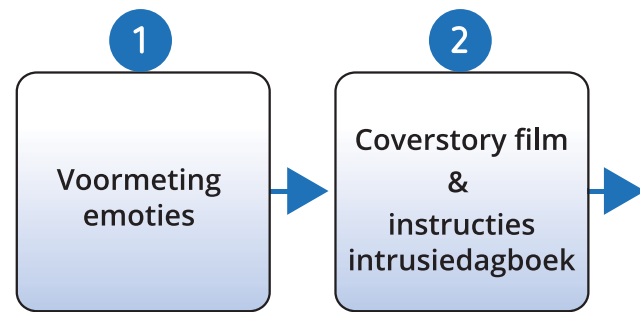 1
Voormeting
emoties
2
Coverstory film
&
instructies
intrusiedagboek